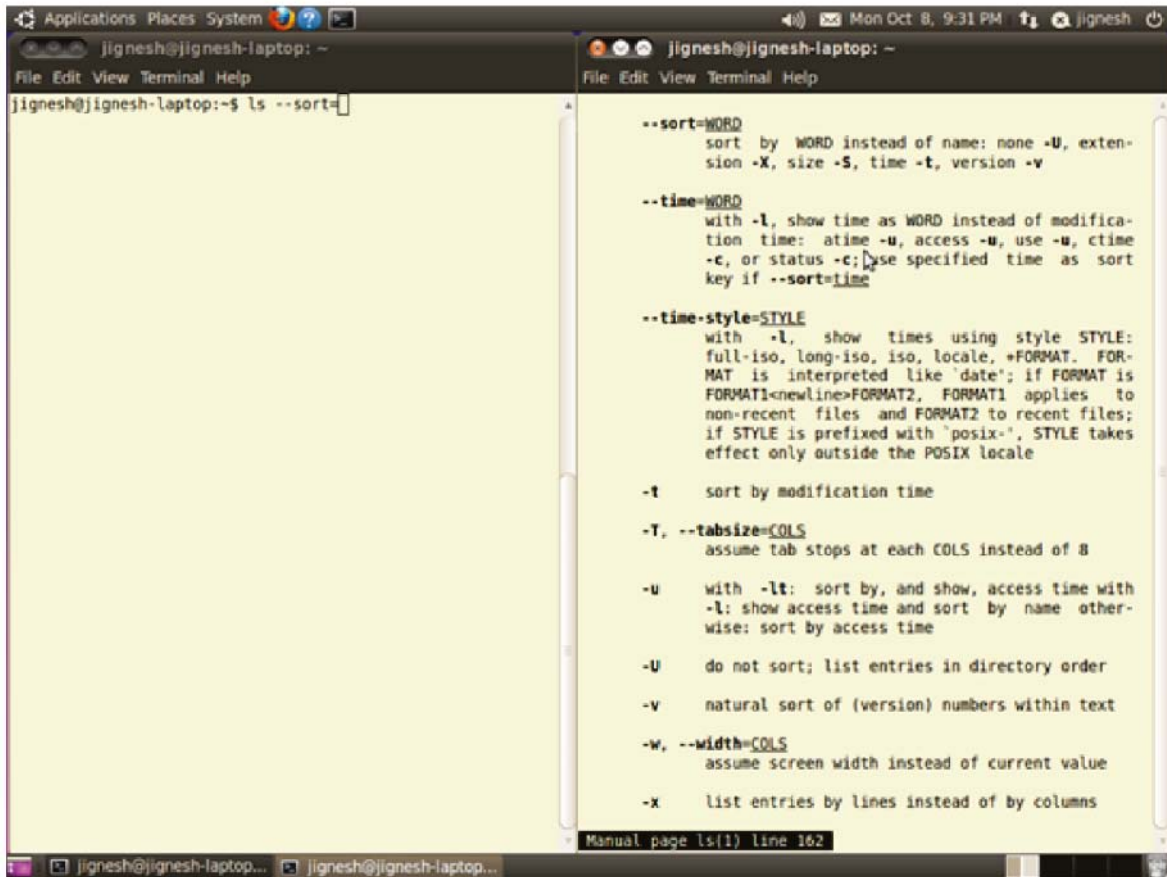 Applications Places System
Mon Oct 8, 9:31 PM jignesh
jignesh@jignesh-laptop: ~
File Edit View Terminal Help
jignesh@jignesh-laptop:~$ ls --sort=
jignesh@jignesh-laptop: ~
File Edit View Terminal Help
--sort=WORD
sort by WORD instead of name: none -U, exten-
sion -X, size -S, time -t, version -v
--time=WORD
with -l, show time as WORD instead of modifica-
tion time: atime -u, access -u, use -u, ctime
-c, or status -c; use specified time as sort
key if --sort=time
--time-style=STYLE
with -l, show times using style STYLE:
full-iso, long-iso, iso, locale, +FORMAT. FOR-
MAT is interpreted like `date'; if FORMAT is
FORMAT1<newline>FORMAT2, FORMAT1 applies to
non-recent files and FORMAT2 to recent files;
if STYLE is prefixed with `posix-', STYLE takes
effect only outside the POSIX locale
-t sort by modification time
-T, --tabsize=COLS
assume tab stops at each COLS instead of 8
-u with -lt: sort by, and show, access time with
-l: show access time and sort by name other-
wise: sort by access time
-U do not sort; list entries in directory order
-v natural sort of (version) numbers within text
-w, --width=COLS
assume screen width instead of current value
-x list entries by lines instead of by columns
Manual page ls(1) line 162
jignesh@jignesh-laptop... jignesh@jignesh-laptop...